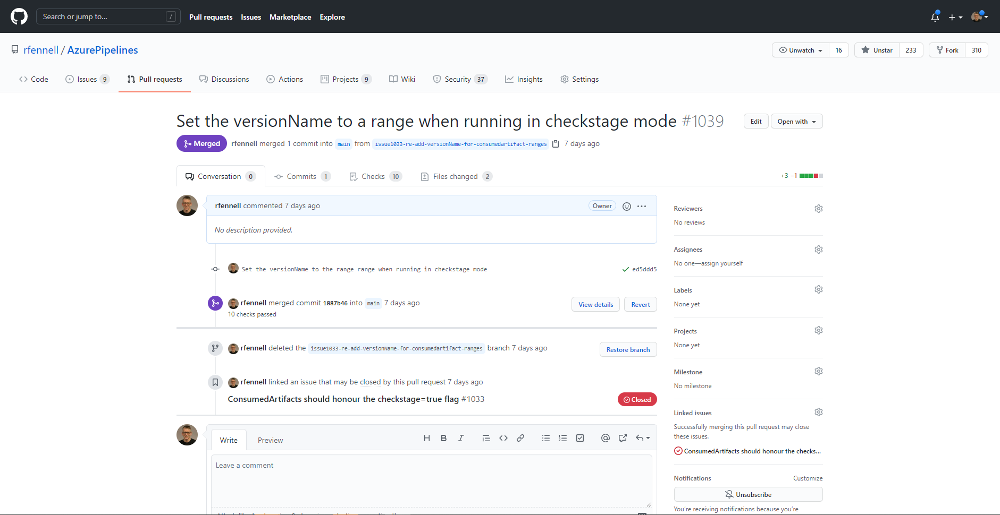 Search or jump to... /
Pull requests Issues Marketplace Explore
rfennell / AzurePipelines
Unwatch 16 Unstar 233 Fork 310
Code Issues 9 Pull requests Discussions Actions Projects 9 Wiki Security 37 Insights Settings
Set the versionName to a range when running in checkstage mode #1039
Edit Open with
Merged rfennell merged 1 commit into main from issue1033-re-add-versionName-for-consumedartifact-ranges 7 days ago
Conversation 0 Commits 1 Checks 10 Files changed 2
+3 −1
rfennell commented 7 days ago Owner
No description provided.
Set the versionName to the range range when running in checkstage mode ed5ddd5
rfennell merged commit 1887b46 into main 7 days ago
10 checks passed
View details Revert
rfennell deleted the issue1033-re-add-versionName-for-consumedartifact-ranges branch 7 days ago
Restore branch
rfennell linked an issue that may be closed by this pull request 7 days ago
ConsumedArtifacts should honour the checkstage=true flag #1033
Closed
Write Preview
Leave a comment
Reviewers
No reviews
Assignees
No one—assign yourself
Labels
None yet
Projects
None yet
Milestone
No milestone
Linked issues
Successfully merging this pull request may close
these issues.
ConsumedArtifacts should honour the checks...
Notifications Customize
Unsubscribe
You're receiving notifications because you're